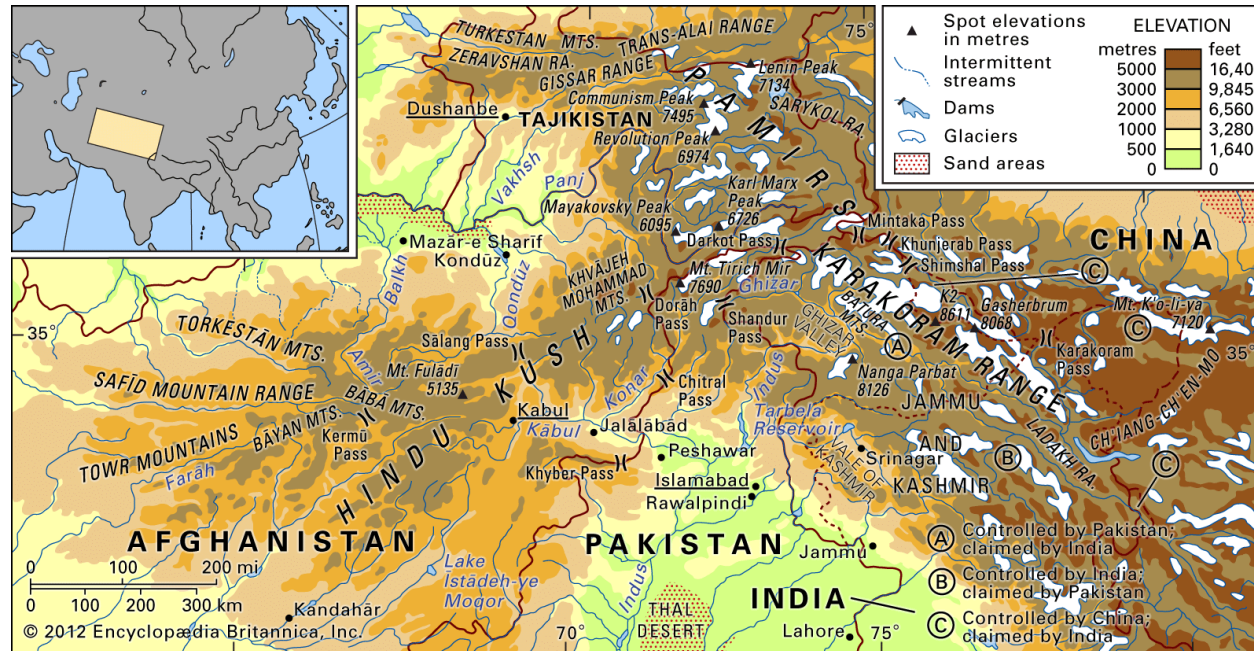 TURKESTAN MTS.
TRANS-ALAI RANGE
ZERAVSHAN RA.
GISSAR RANGE
75°
Lenin Peak
7134
PAMIRS
SARYKOL RA.
Communism Peak
7495
Dushanbe
TAJIKISTAN
Revolution Peak
6974
Vakhsh
Panj
Karl Marx
Peak
6726
Mayakovsky Peak
6095
Darkot Pass
Mintaka Pass
Khunjerab Pass
Shimshal Pass
CHINA
C
Mazār-e Sharīf
Kondūz
Balkh
Qondūz
KHVĀJEH
MOHAMMAD
MTS.
Mt. Tirich Mir
7690
Ghizar
KARAKORAM RANGE
K2
8611
Gasherbrum
8068
Mt. K'o-li-ya
7120
C
35°
35°
Dorāh
Pass
Shandur
Pass
GHIZAR
VALLEY
BATURA
MTS.
A
Karakoram
Pass
TORKESTĀN MTS.
Sālang Pass
Amīr
Mt. Fulādī
5135
HINDU KUSH
Nanga Parbat
8126
SAFĪD MOUNTAIN RANGE
BĀBĀ MTS.
Konar
Chitral
Pass
Indus
JAMMU
AND
KASHMIR
CH'IANG-CH'EN-MO
LADAKH RA.
TOWR MOUNTAINS
BĀYAN MTS.
Kermū
Pass
Kabul
Kābul
Jalālābād
Tarbela
Reservoir
VALE OF
KASHMIR
Srīnagar
B
C
Farāh
Khyber Pass
Peshawar
Islamabad
Rawalpindi
AFGHANISTAN
PAKISTAN
Jammu
Lake
Īstādeh-ye
Moqor
Indus
THAL
DESERT
INDIA
Lahore
Kandahār
70°
75°
0 100 200 mi
0 100 200 300 km
© 2012 Encyclopædia Britannica, Inc.
A Controlled by Pakistan;
claimed by India
B Controlled by India;
claimed by Pakistan
C Controlled by China;
claimed by India
Spot elevations
in metres
Intermittent
streams
Dams
Glaciers
Sand areas
ELEVATION
metres feet
5000 16,40
3000 9,845
2000 6,560
1000 3,280
500 1,640
0 0